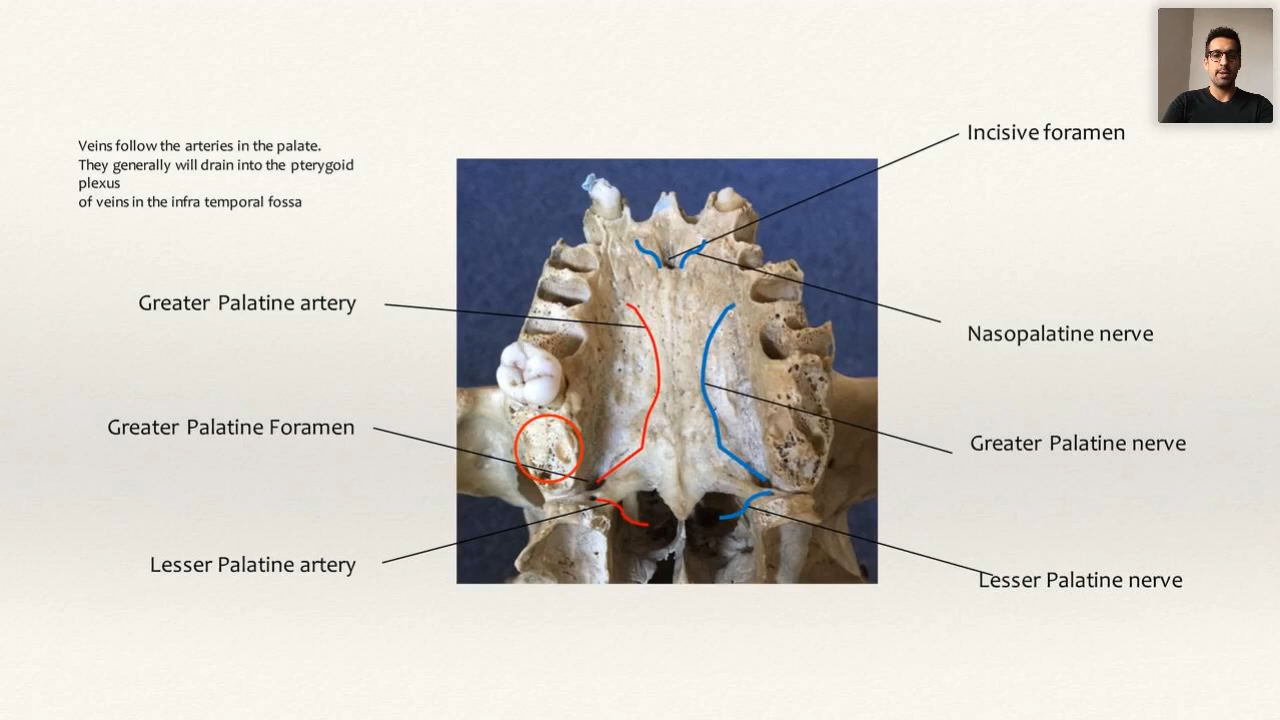 Veins follow the arteries in the palate.
They generally will drain into the pterygoid
plexus
of veins in the infra temporal fossa
Incisive foramen
Greater Palatine artery
Nasopalatine nerve
Greater Palatine Foramen
Greater Palatine nerve
Lesser Palatine artery
Lesser Palatine nerve